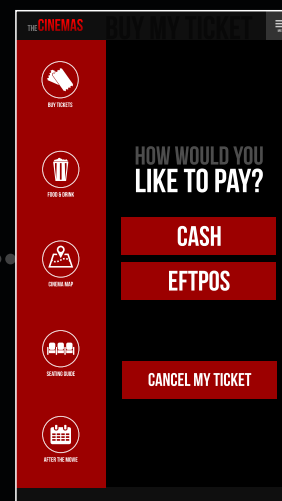 THE CINEMAS
BUY MY TICKET
BUY TICKETS
FOOD & DRINK
CINEMA MAP
SEATING GUIDE
AFTER THE MOVIE
HOW WOULD YOU
LIKE TO PAY?
CASH
EFTPOS
CANCEL MY TICKET